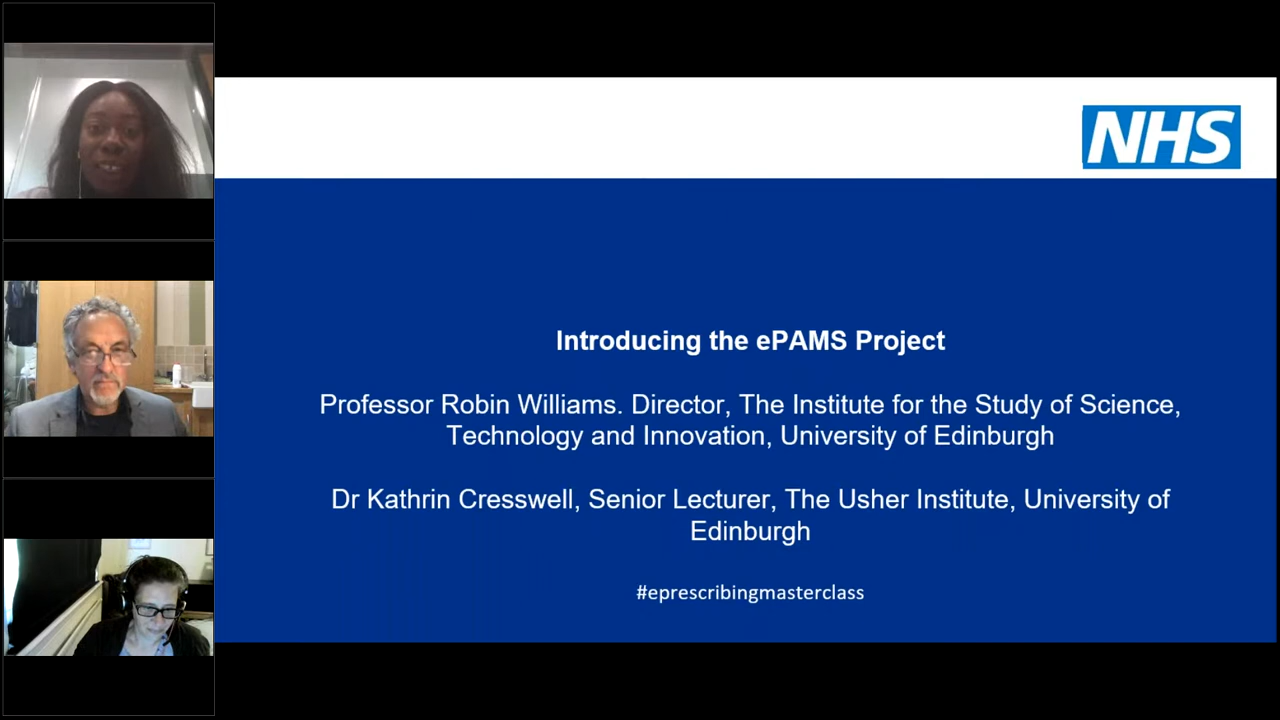 NHS
Introducing the ePAMS Project
Professor Robin Williams. Director, The Institute for the Study of Science,
Technology and Innovation, University of Edinburgh
Dr Kathrin Cresswell, Senior Lecturer, The Usher Institute, University of
Edinburgh
#eprescribingmasterclass